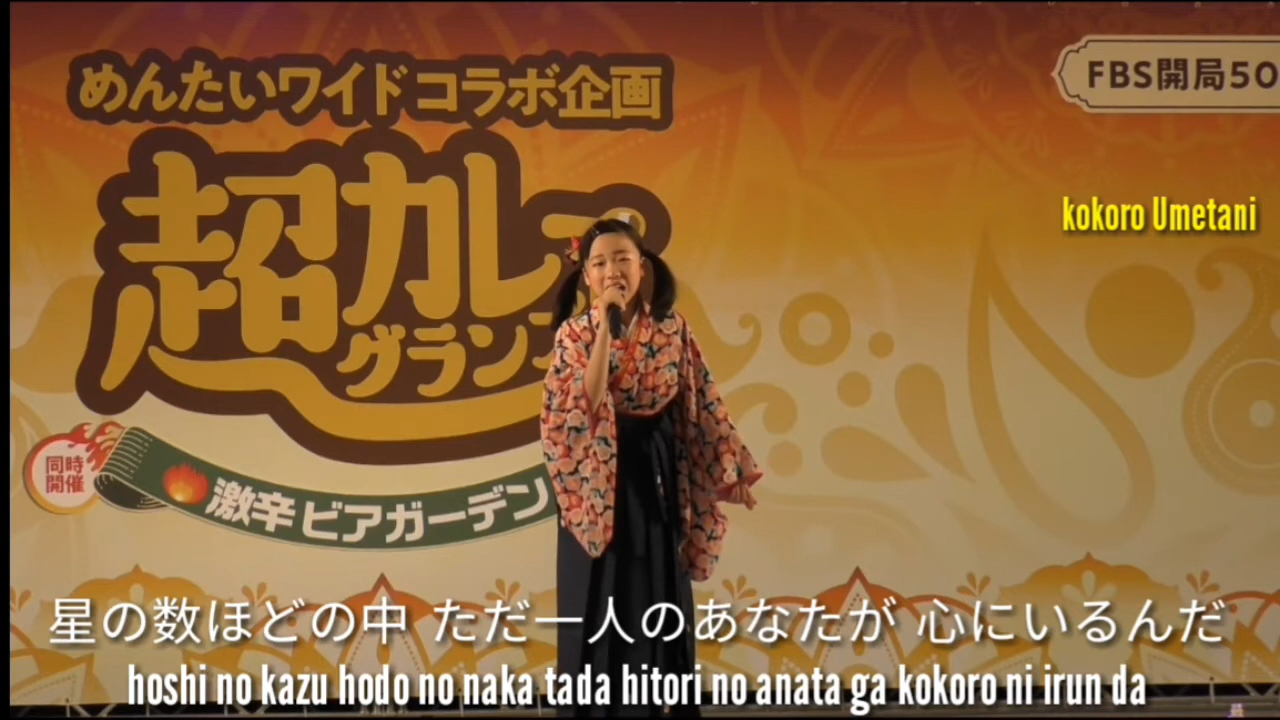 めんたいワイドコラボ企画
FBS開局50
超カレー
グランプ
kokoro Umetani
同時
開催
激辛ビアガーデン
星の数ほどの中 ただ一人のあなたが 心にいるんだ
hoshi no kazu hodo no naka tada hitori no anata ga kokoro ni irun da